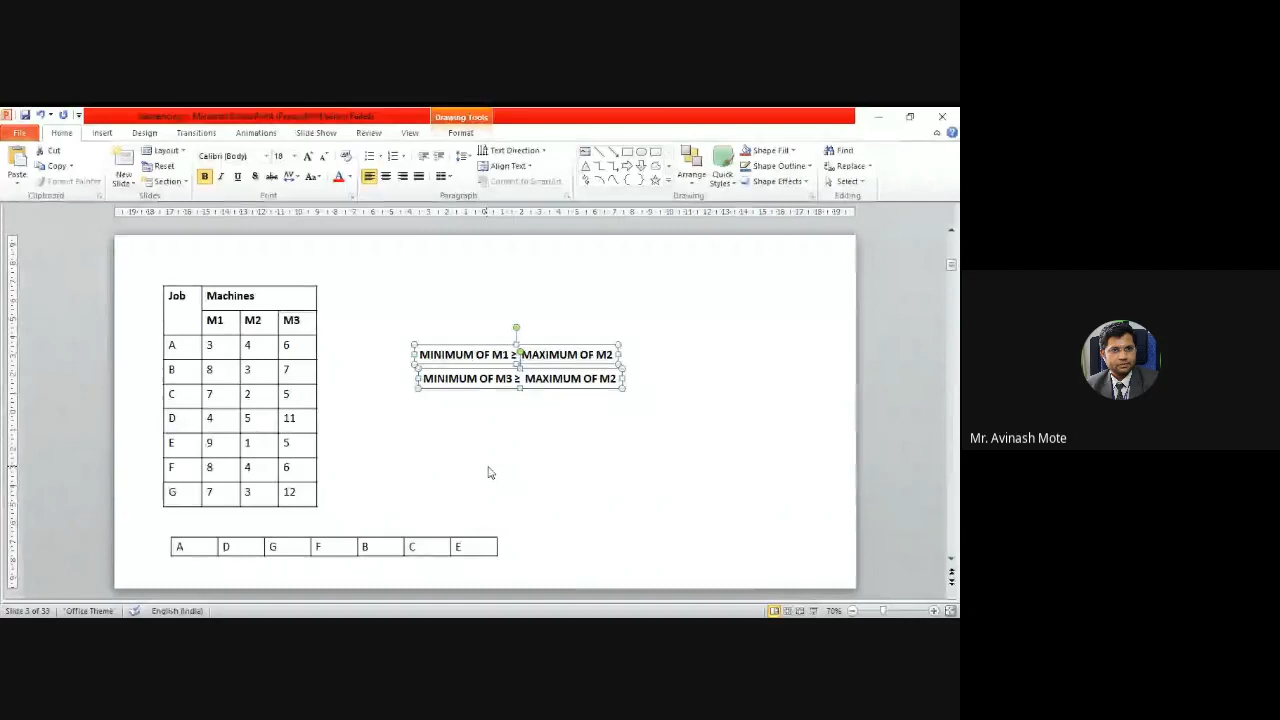 File Home Insert Design Transitions Animations Slide Show Review View Format
Drawing Tools
Paste Cut Copy Format Painter
New Slide Layout Reset Section
Calibri (Body) 18
Text Direction Align Text Convert to SmartArt
Arrange Quick Styles Shape Fill Shape Outline Shape Effects
Find Replace Select
Clipboard Slides Font Paragraph Drawing Editing
Job Machines
M1 M2 M3
A 3 4 6
B 8 3 7
C 7 2 5
D 4 5 11
E 9 1 5
F 8 4 6
G 7 3 12
MINIMUM OF M1 ≥ MAXIMUM OF M2
MINIMUM OF M3 ≥ MAXIMUM OF M2
A D G F B C E
Slide 3 of 33 "Office Theme" English (India) 70%
Mr. Avinash Mote